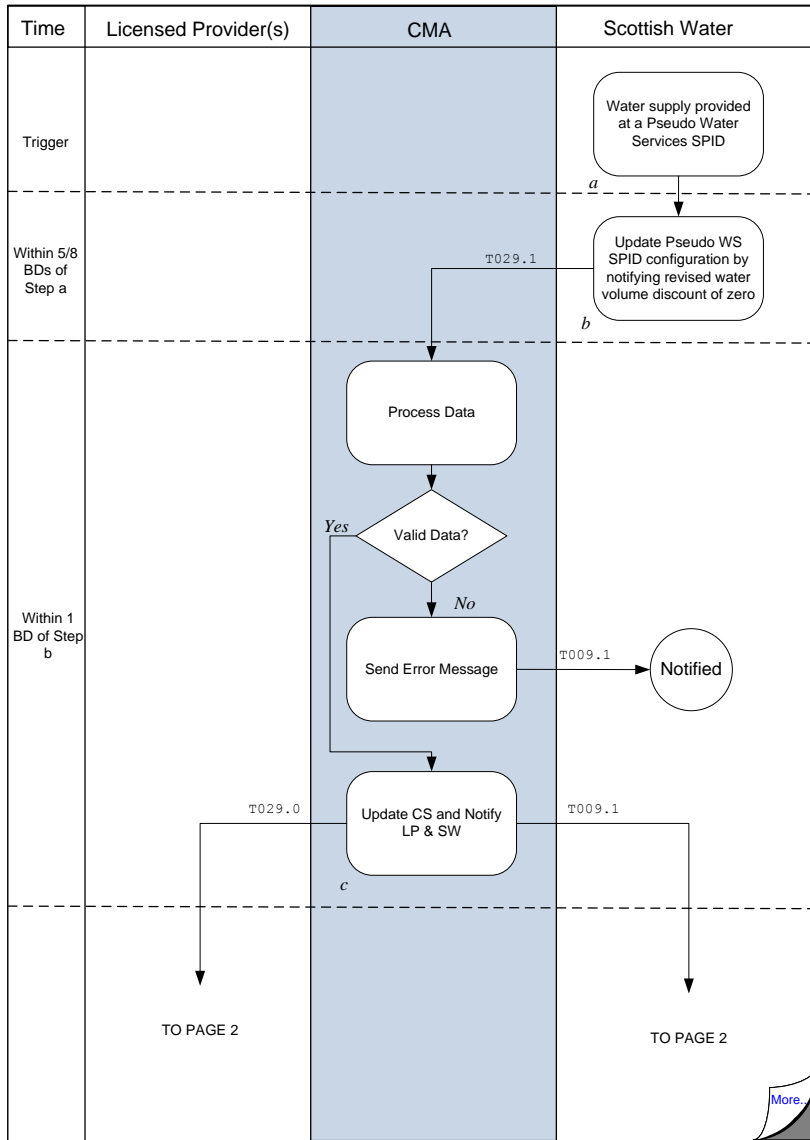 Time
Licensed Provider(s)
CMA
Scottish Water
Trigger
Water supply provided
at a Pseudo Water
Services SPID
a
Within 5/8
BDs of
Step a
T029.1
Update Pseudo WS
SPID configuration by
notifying revised water
volume discount of zero
b
Process Data
Yes
Valid Data?
No
Within 1
BD of Step
b
Send Error Message
T009.1
Notified
T029.0
Update CS and Notify
LP & SW
T009.1
c
TO PAGE 2
TO PAGE 2
More..